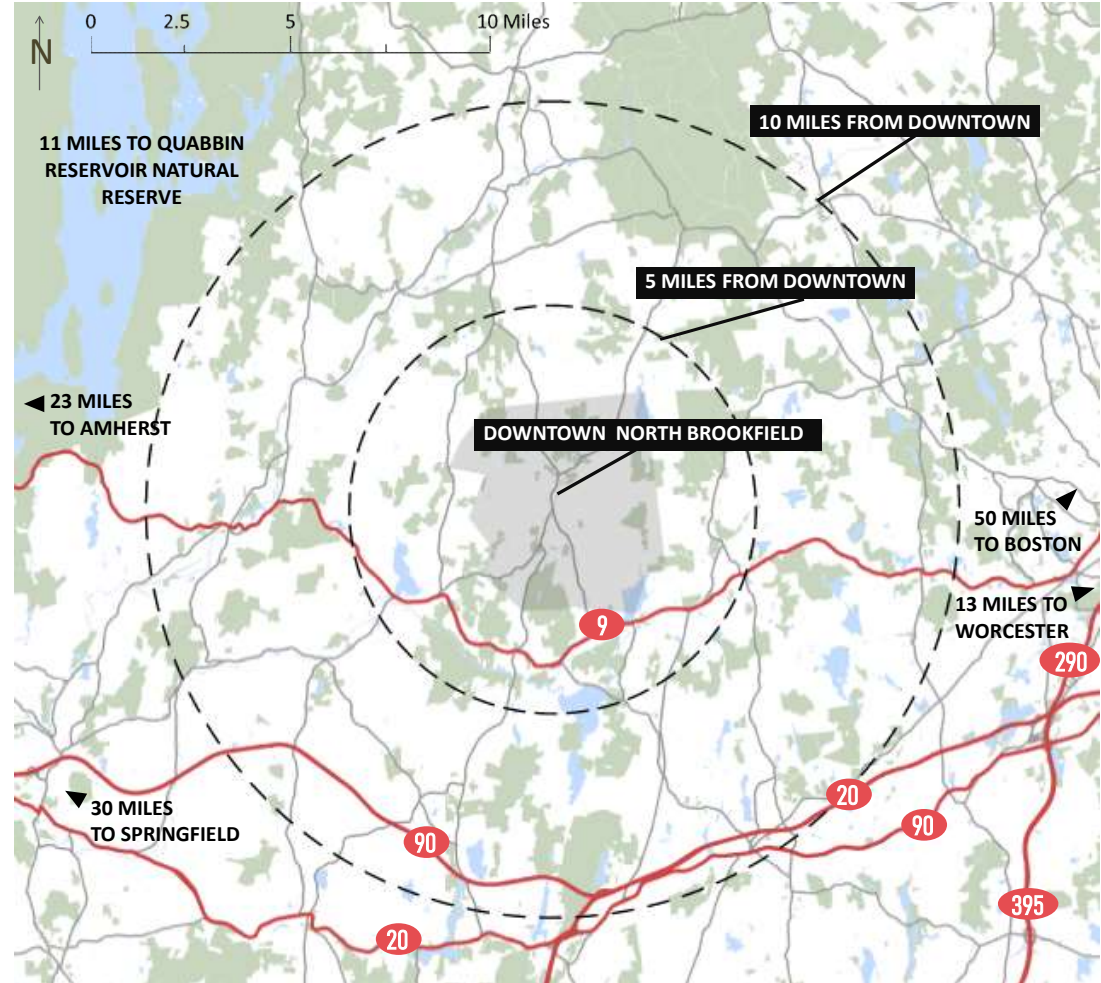 0 2.5 5 10 Miles
N
10 MILES FROM DOWNTOWN
11 MILES TO QUABBIN
RESERVOIR NATURAL
RESERVE
5 MILES FROM DOWNTOWN
23 MILES
TO AMHERST
DOWNTOWN NORTH BROOKFIELD
50 MILES
TO BOSTON
13 MILES TO
WORCESTER
9
290
20
30 MILES
TO SPRINGFIELD
90
90
395
20